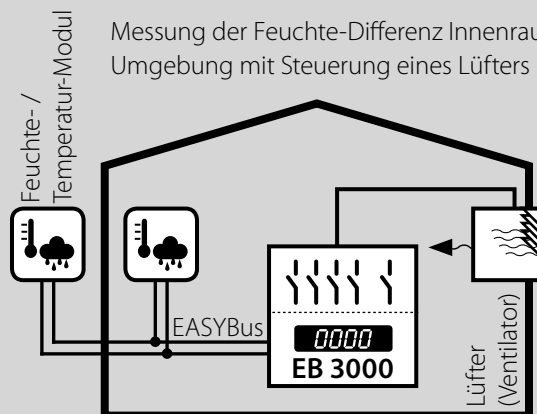 Messung der Feuchte-Differenz Innenrau
Umgebung mit Steuerung eines Lüfters
Feuchte- /
Temperatur-Modul
EASYBus
0000
EB 3000
Lüfter
(Ventilator)